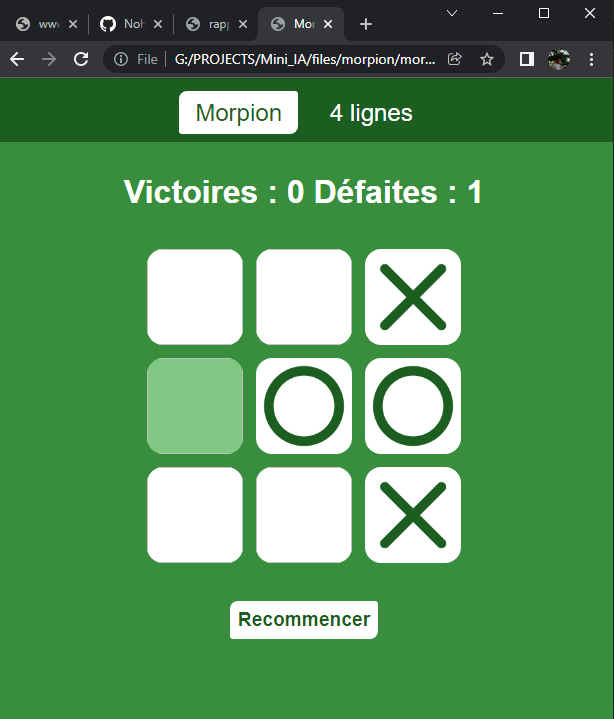 www
Noh
rapp
Mor
File
G:/PROJECTS/Mini_IA/files/morpion/mor...
Morpion
4 lignes
Victoires : 0 Défaites : 1
Recommencer